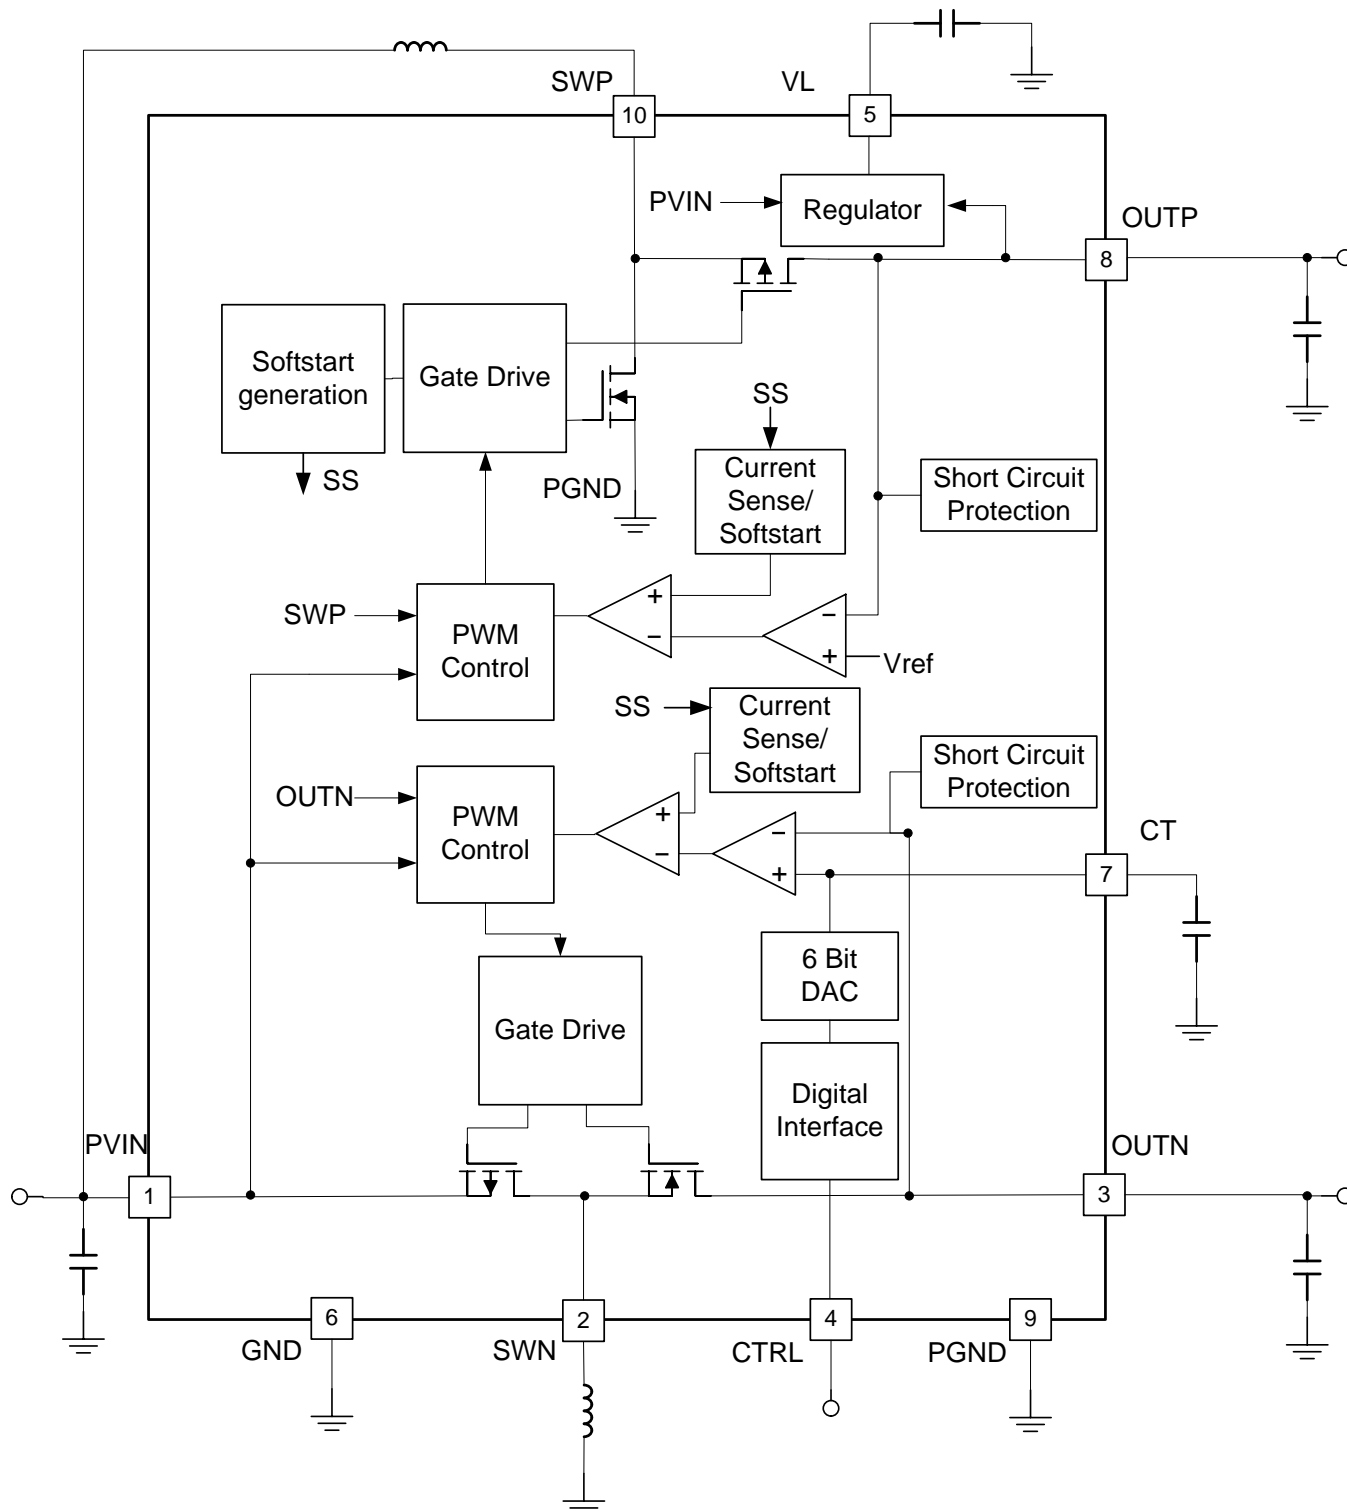 SWP
VL
10
5
PVIN
Regulator
OUTP
8
Softstart
generation
Gate Drive
SS
SS
PGND
Current
Sense/
Softstart
Short Circuit
Protection
SWP
PWM
Control
+
−
−
+
Vref
SS
Current
Sense/
Softstart
Short Circuit
Protection
OUTN
PWM
Control
+
−
−
+
CT
7
6 Bit
DAC
Gate Drive
Digital
Interface
PVIN
1
OUTN
3
6
2
4
9
GND
SWN
CTRL
PGND